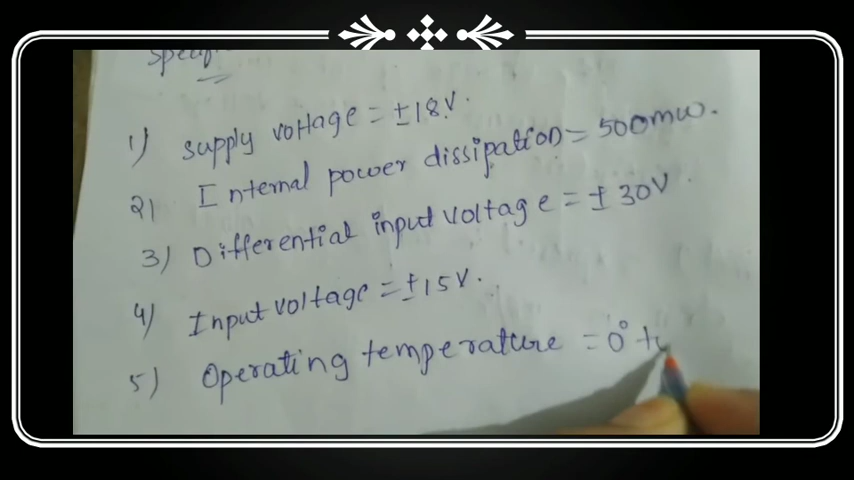 1) Supply voltage = ±18V.
2) Internal power dissipation = 500mw.
3) Differential input voltage = ± 30V
4) Input voltage = ±15V.
5) Operating temperature = 0° to